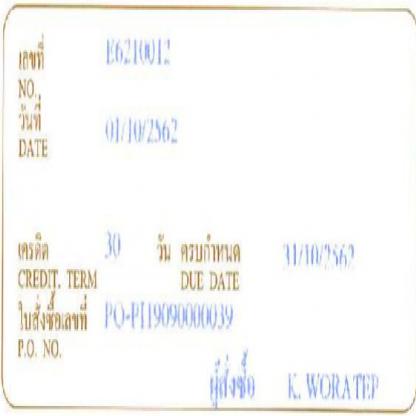 เลขที่ E6210012
NO.
วันที่ 01/10/2562
DATE
เครดิต 30 วัน ครบกำหนด 31/10/2562
CREDIT. TERM DUE DATE
ใบสั่งซื้อเลขที่ PO-PI19090000039
P.O. NO.
ผู้สั่งซื้อ K. WORATEP